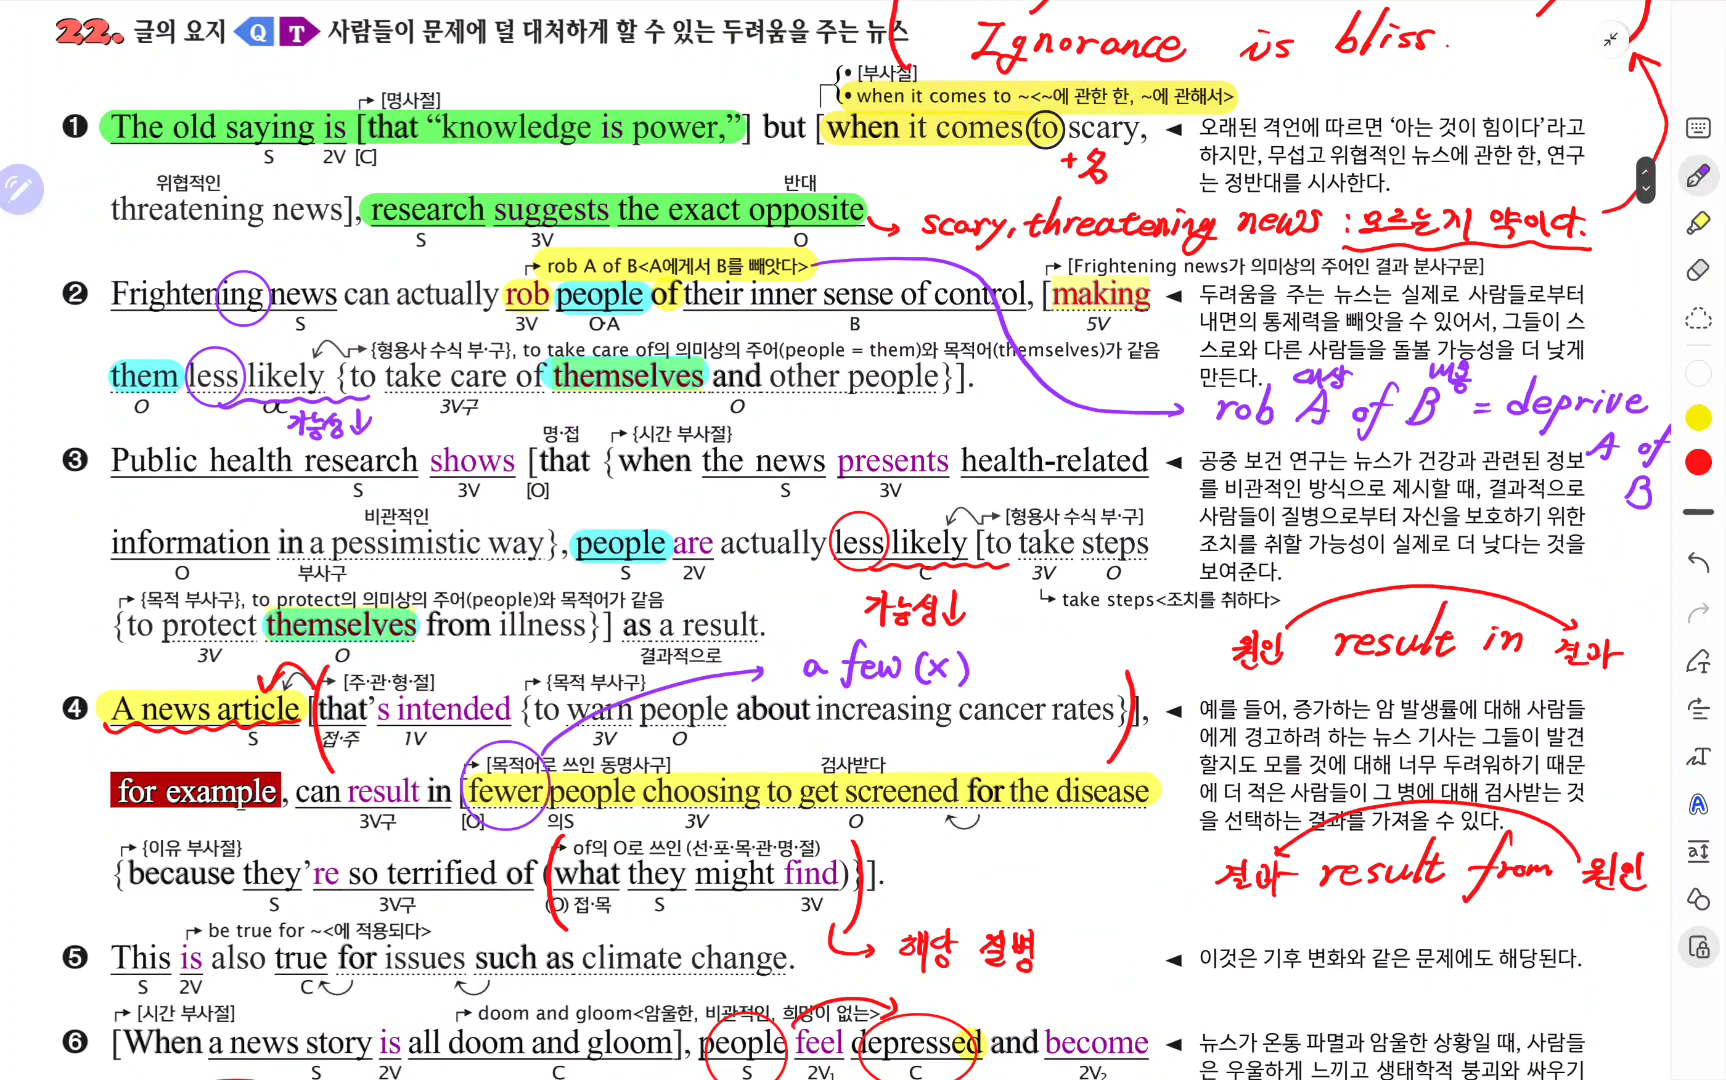 22. 글의 요지 Q T 사람들이 문제에 덜 대처하게 할 수 있는 두려움을 주는 뉴스
Ignorance is bliss.
[부사절]
[명사절]
• when it comes to ~<~에 관한 한, ~에 관해서>
❶ The old saying is [that “knowledge is power,”] but [when it comes to scary,
S 2V [C]
+名
◄ 오래된 격언에 따르면 ‘아는 것이 힘이다’라고
하지만, 무섭고 위협적인 뉴스에 관한 한, 연구
는 정반대를 시사한다.
위협적인 반대
threatening news], research suggests the exact opposite
S 3V O
scary, threatening news : 모르는게 약이다.
rob A of B<A에게서 B를 빼앗다>
[Frightening news가 의미상의 주어인 결과 분사구문]
❷ Frightening news can actually rob people of their inner sense of control, [making
S 3V O·A B 5V
◄ 두려움을 주는 뉴스는 실제로 사람들로부터
내면의 통제력을 빼앗을 수 있어서, 그들이 스
스로와 다른 사람들을 돌볼 가능성을 더 낮게
만든다.
{형용사 수식 부·구}, to take care of의 의미상의 주어(people = them)와 목적어(themselves)가 같음
them less likely {to take care of themselves and other people}].
O OC 3V구 O
가능성↓
대상 내용
rob A of B = deprive
A of
B
명·접 {시간 부사절}
❸ Public health research shows [that {when the news presents health-related
S 3V [O] S 3V
◄ 공중 보건 연구는 뉴스가 건강과 관련된 정보
를 비관적인 방식으로 제시할 때, 결과적으로
사람들이 질병으로부터 자신을 보호하기 위한
조치를 취할 가능성이 실제로 더 낮다는 것을
보여준다.
비관적인 [형용사 수식 부·구]
information in a pessimistic way}, people are actually less likely [to take steps
O 부사구 S 2V C 3V O
가능성↓
{목적 부사구}, to protect의 의미상의 주어(people)와 목적어가 같음
take steps<조치를 취하다>
{to protect themselves from illness}] as a result.
3V O 결과적으로
원인 result in 결과
a few (x)
[주·관·형·절] {목적 부사구}
❹ A news article [that’s intended {to warn people about increasing cancer rates}],
S 접·주 1V 3V O
◄ 예를 들어, 증가하는 암 발생률에 대해 사람들
에게 경고하려 하는 뉴스 기사는 그들이 발견
할지도 모를 것에 대해 너무 두려워하기 때문
에 더 적은 사람들이 그 병에 대해 검사받는 것
을 선택하는 결과를 가져올 수 있다.
[목적어로 쓰인 동명사구] 검사받다
for example, can result in [fewer people choosing to get screened for the disease
3V구 [O] 의S 3V O
{이유 부사절} of의 O로 쓰인 (선·포·목·관·명·절)
{because they’re so terrified of (what they might find)}].
S 3V구 (O) 접·목 S 3V
결과 result from 원인
해당 질병
be true for ~<에 적용되다>
❺ This is also true for issues such as climate change.
S 2V C
◄ 이것은 기후 변화와 같은 문제에도 해당된다.
[시간 부사절] doom and gloom<암울한, 비관적인, 희망이 없는>
❻ [When a news story is all doom and gloom], people feel depressed and become
S 2V C S 2V₁ C 2V₂
◄ 뉴스가 온통 파멸과 암울한 상황일 때, 사람들
은 우울하게 느끼고 생태학적 붕괴와 싸우기